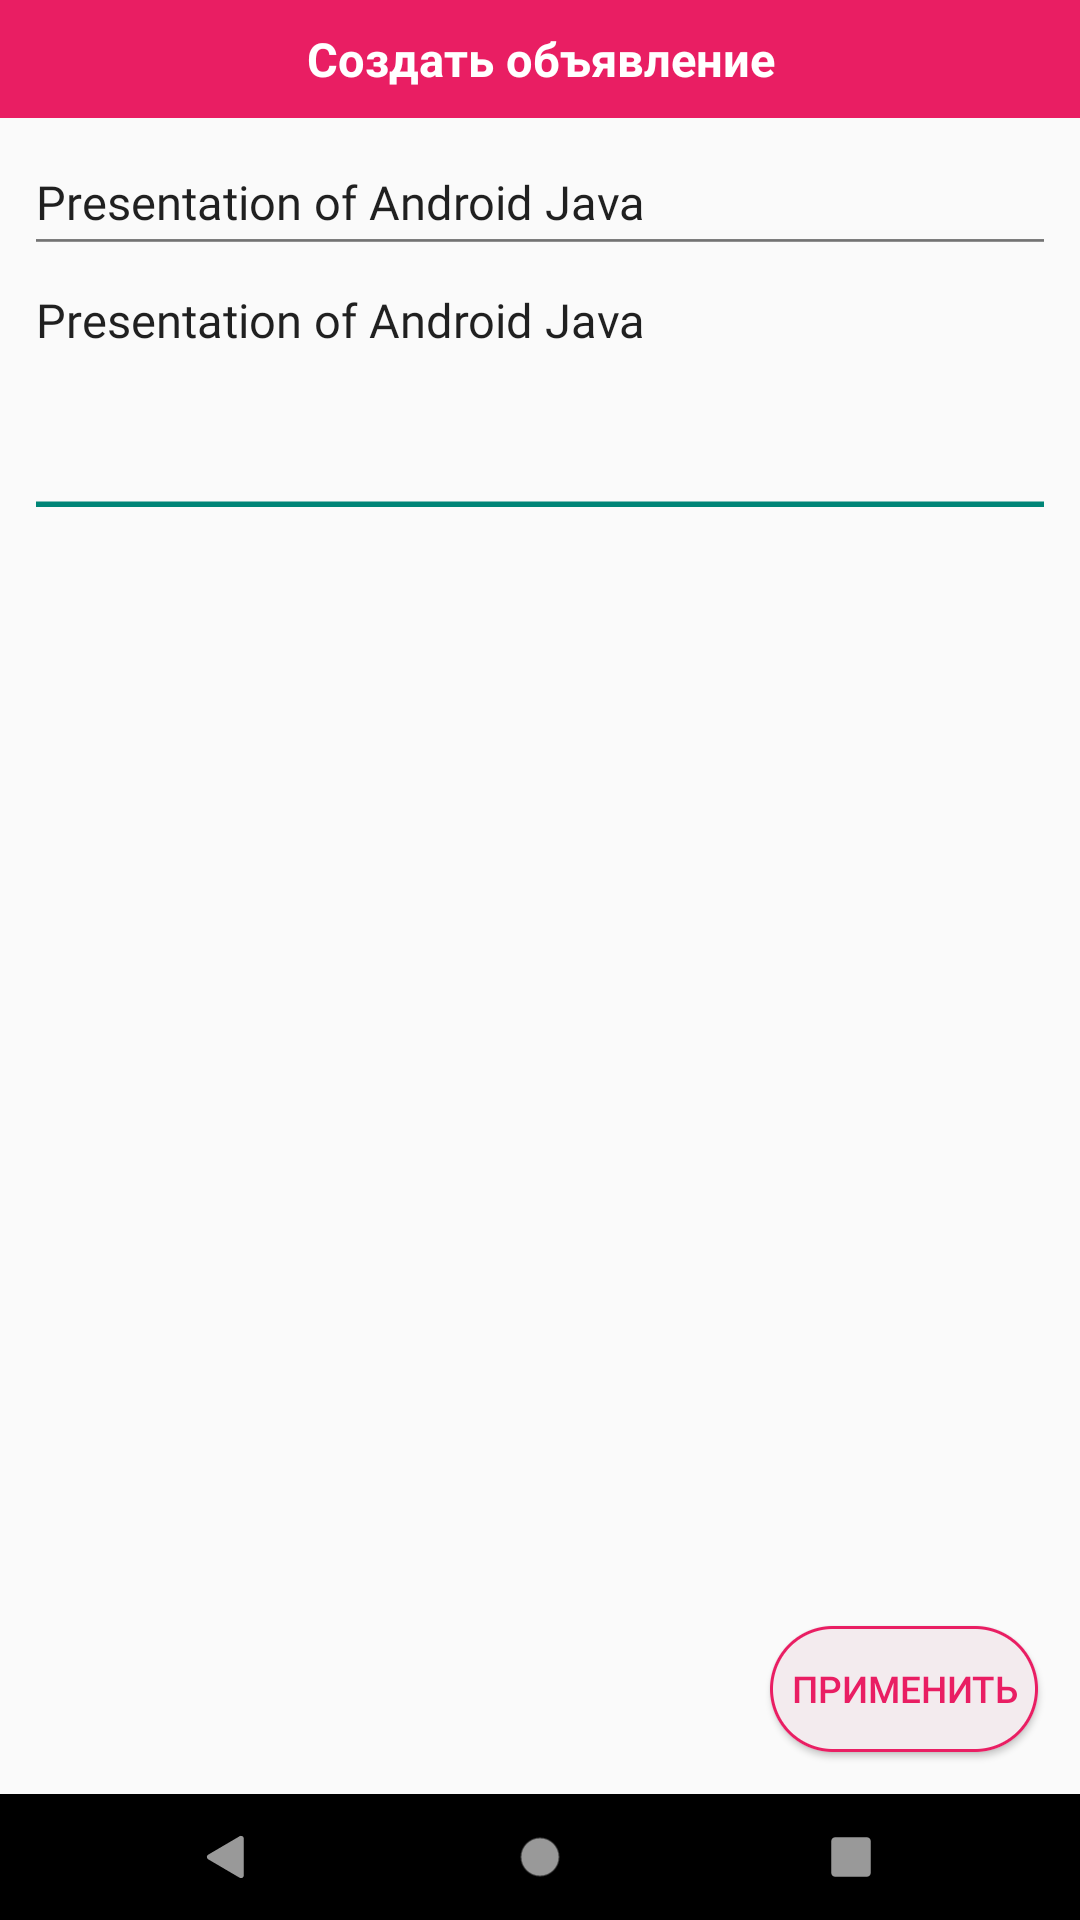 Создать объявление
Presentation of Android Java
Presentation of Android Java
ПРИМЕНИТЬ